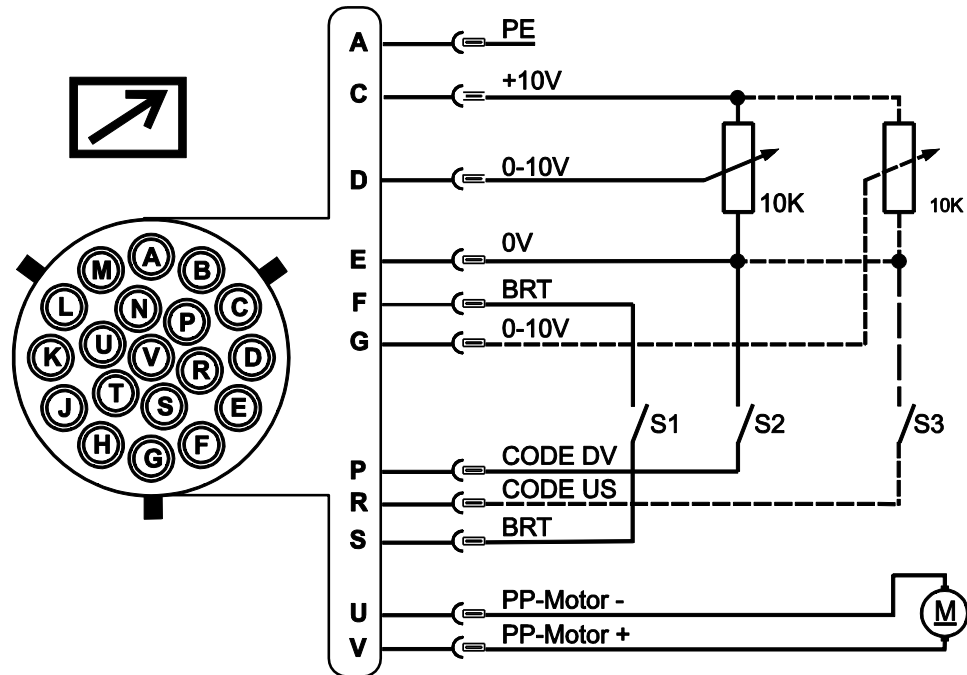 A PE
C +10V
D 0-10V 10K 10K
E 0V
F BRT
G 0-10V
S1 S2 S3
P CODE DV
R CODE US
S BRT
U PP-Motor -
V PP-Motor +
M
A
M B
L N P C
K U V R D
J T S E
H G F